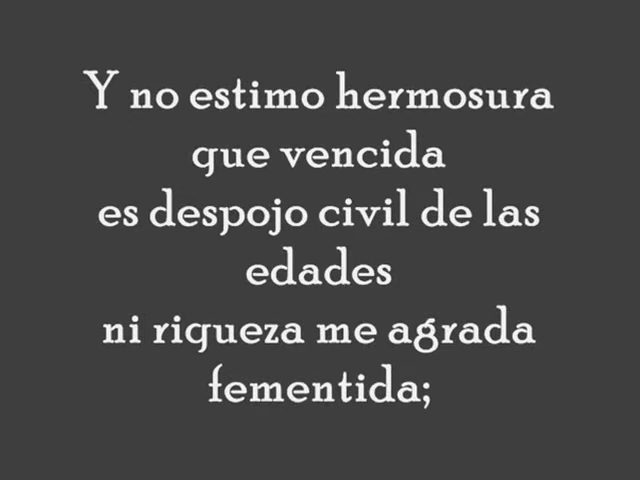 Y no estimo hermosura
que vencida
es despojo civil de las
edades
ni riqueza me agrada
fementida;